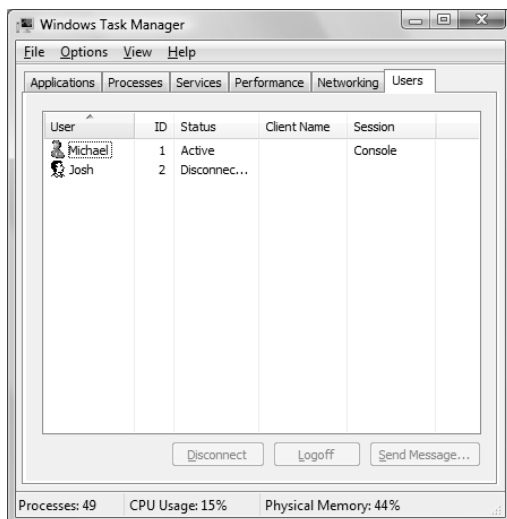 Windows Task Manager
File Options View Help
Applications Processes Services Performance Networking Users
User ID Status Client Name Session
Michael 1 Active Console
Josh 2 Disconnec...
Disconnect Logoff Send Message...
Processes: 49 CPU Usage: 15% Physical Memory: 44%